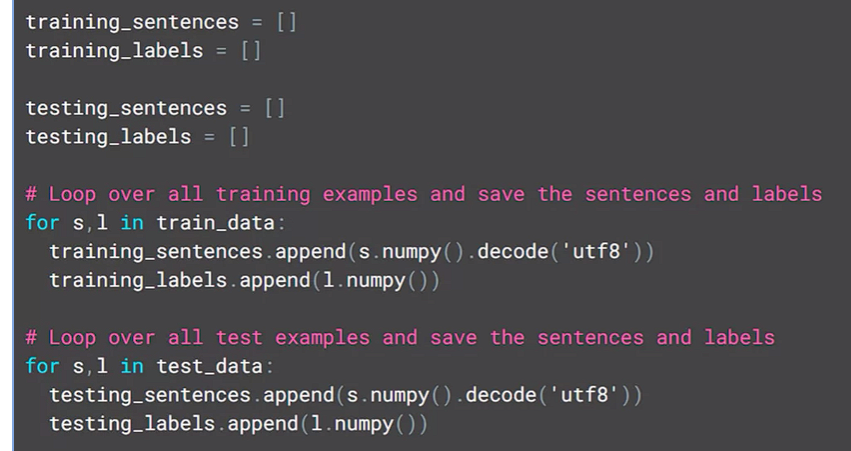 training_sentences = []
training_labels = []
testing_sentences = []
testing_labels = []
# Loop over all training examples and save the sentences and labels
for s,l in train_data:
  training_sentences.append(s.numpy().decode('utf8'))
  training_labels.append(l.numpy())
# Loop over all test examples and save the sentences and labels
for s,l in test_data:
  testing_sentences.append(s.numpy().decode('utf8'))
  testing_labels.append(l.numpy())